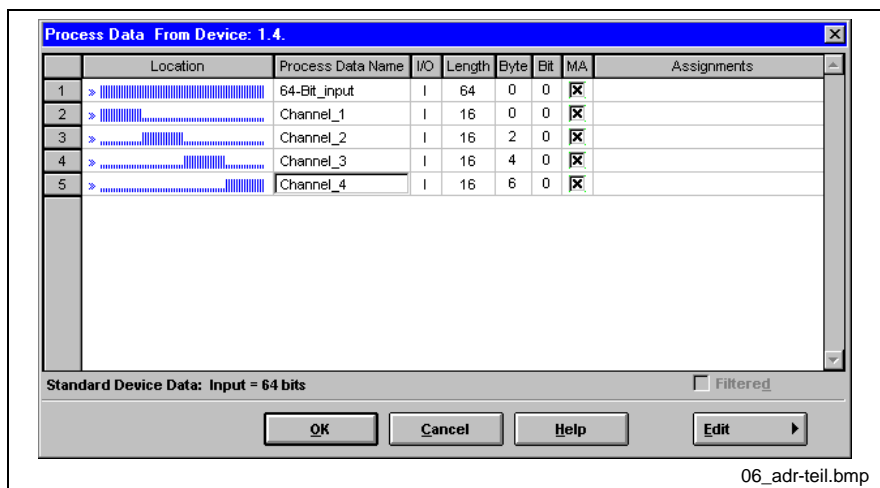 Process Data From Device: 1.4.
Location Process Data Name I/O Length Byte Bit MA Assignments
1 » 64-Bit_input I 64 0 0
2 » Channel_1 I 16 0 0
3 » Channel_2 I 16 2 0
4 » Channel_3 I 16 4 0
5 » Channel_4 I 16 6 0
Standard Device Data: Input = 64 bits Filtered
OK Cancel Help Edit
06_adr-teil.bmp